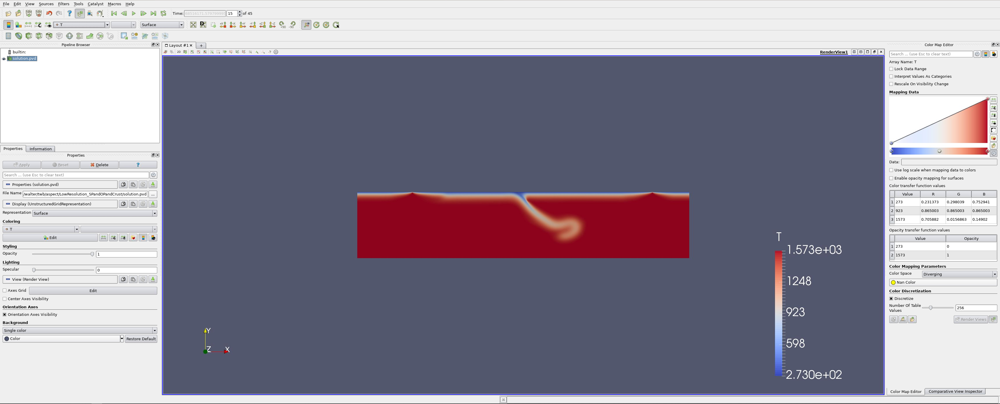 File Edit View Sources Filters Tools Catalyst Macros Help
Time: 68516171.579799995 15 of 45
T Surface
+90 -90
Pipeline Browser
builtin:
solution.pvd
Properties Information
Properties
Apply Reset Delete ?
Search ... (use Esc to clear text)
Properties (solution.pvd)
File Name /walter/twb/aspect/LowResolution_SPandOPandCrust/solution.pvd ...
Display (UnstructuredGridRepresentation)
Representation Surface
Coloring
T
Edit
Styling
Opacity 1
Lighting
Specular 0
View (Render View)
Axes Grid Edit
Center Axes Visibility
Orientation Axes
Orientation Axes Visibility
Background
Single color
Color Restore Default
Layout #1 +
2D
RenderView1
Y
Z X
T
1.573e+03
1248
923
598
2.730e+02
Color Map Editor
Search ... (use Esc to clear text)
Array Name: T
Lock Data Range
Interpret Values As Categories
Rescale On Visibility Change
Mapping Data
Data:
Use log scale when mapping data to colors
Enable opacity mapping for surfaces
Color transfer function values
Value R G B
1 273 0.231373 0.298039 0.752941
2 923 0.865003 0.865003 0.865003
3 1573 0.705882 0.0156863 0.14902
Opacity transfer function values
Value Opacity
1 273 0
2 1573 1
Color Mapping Parameters
Color Space Diverging
Nan Color
Color Discretization
Discretize
Number Of Table Values 256
Render Views
Color Map Editor Comparative View Inspector